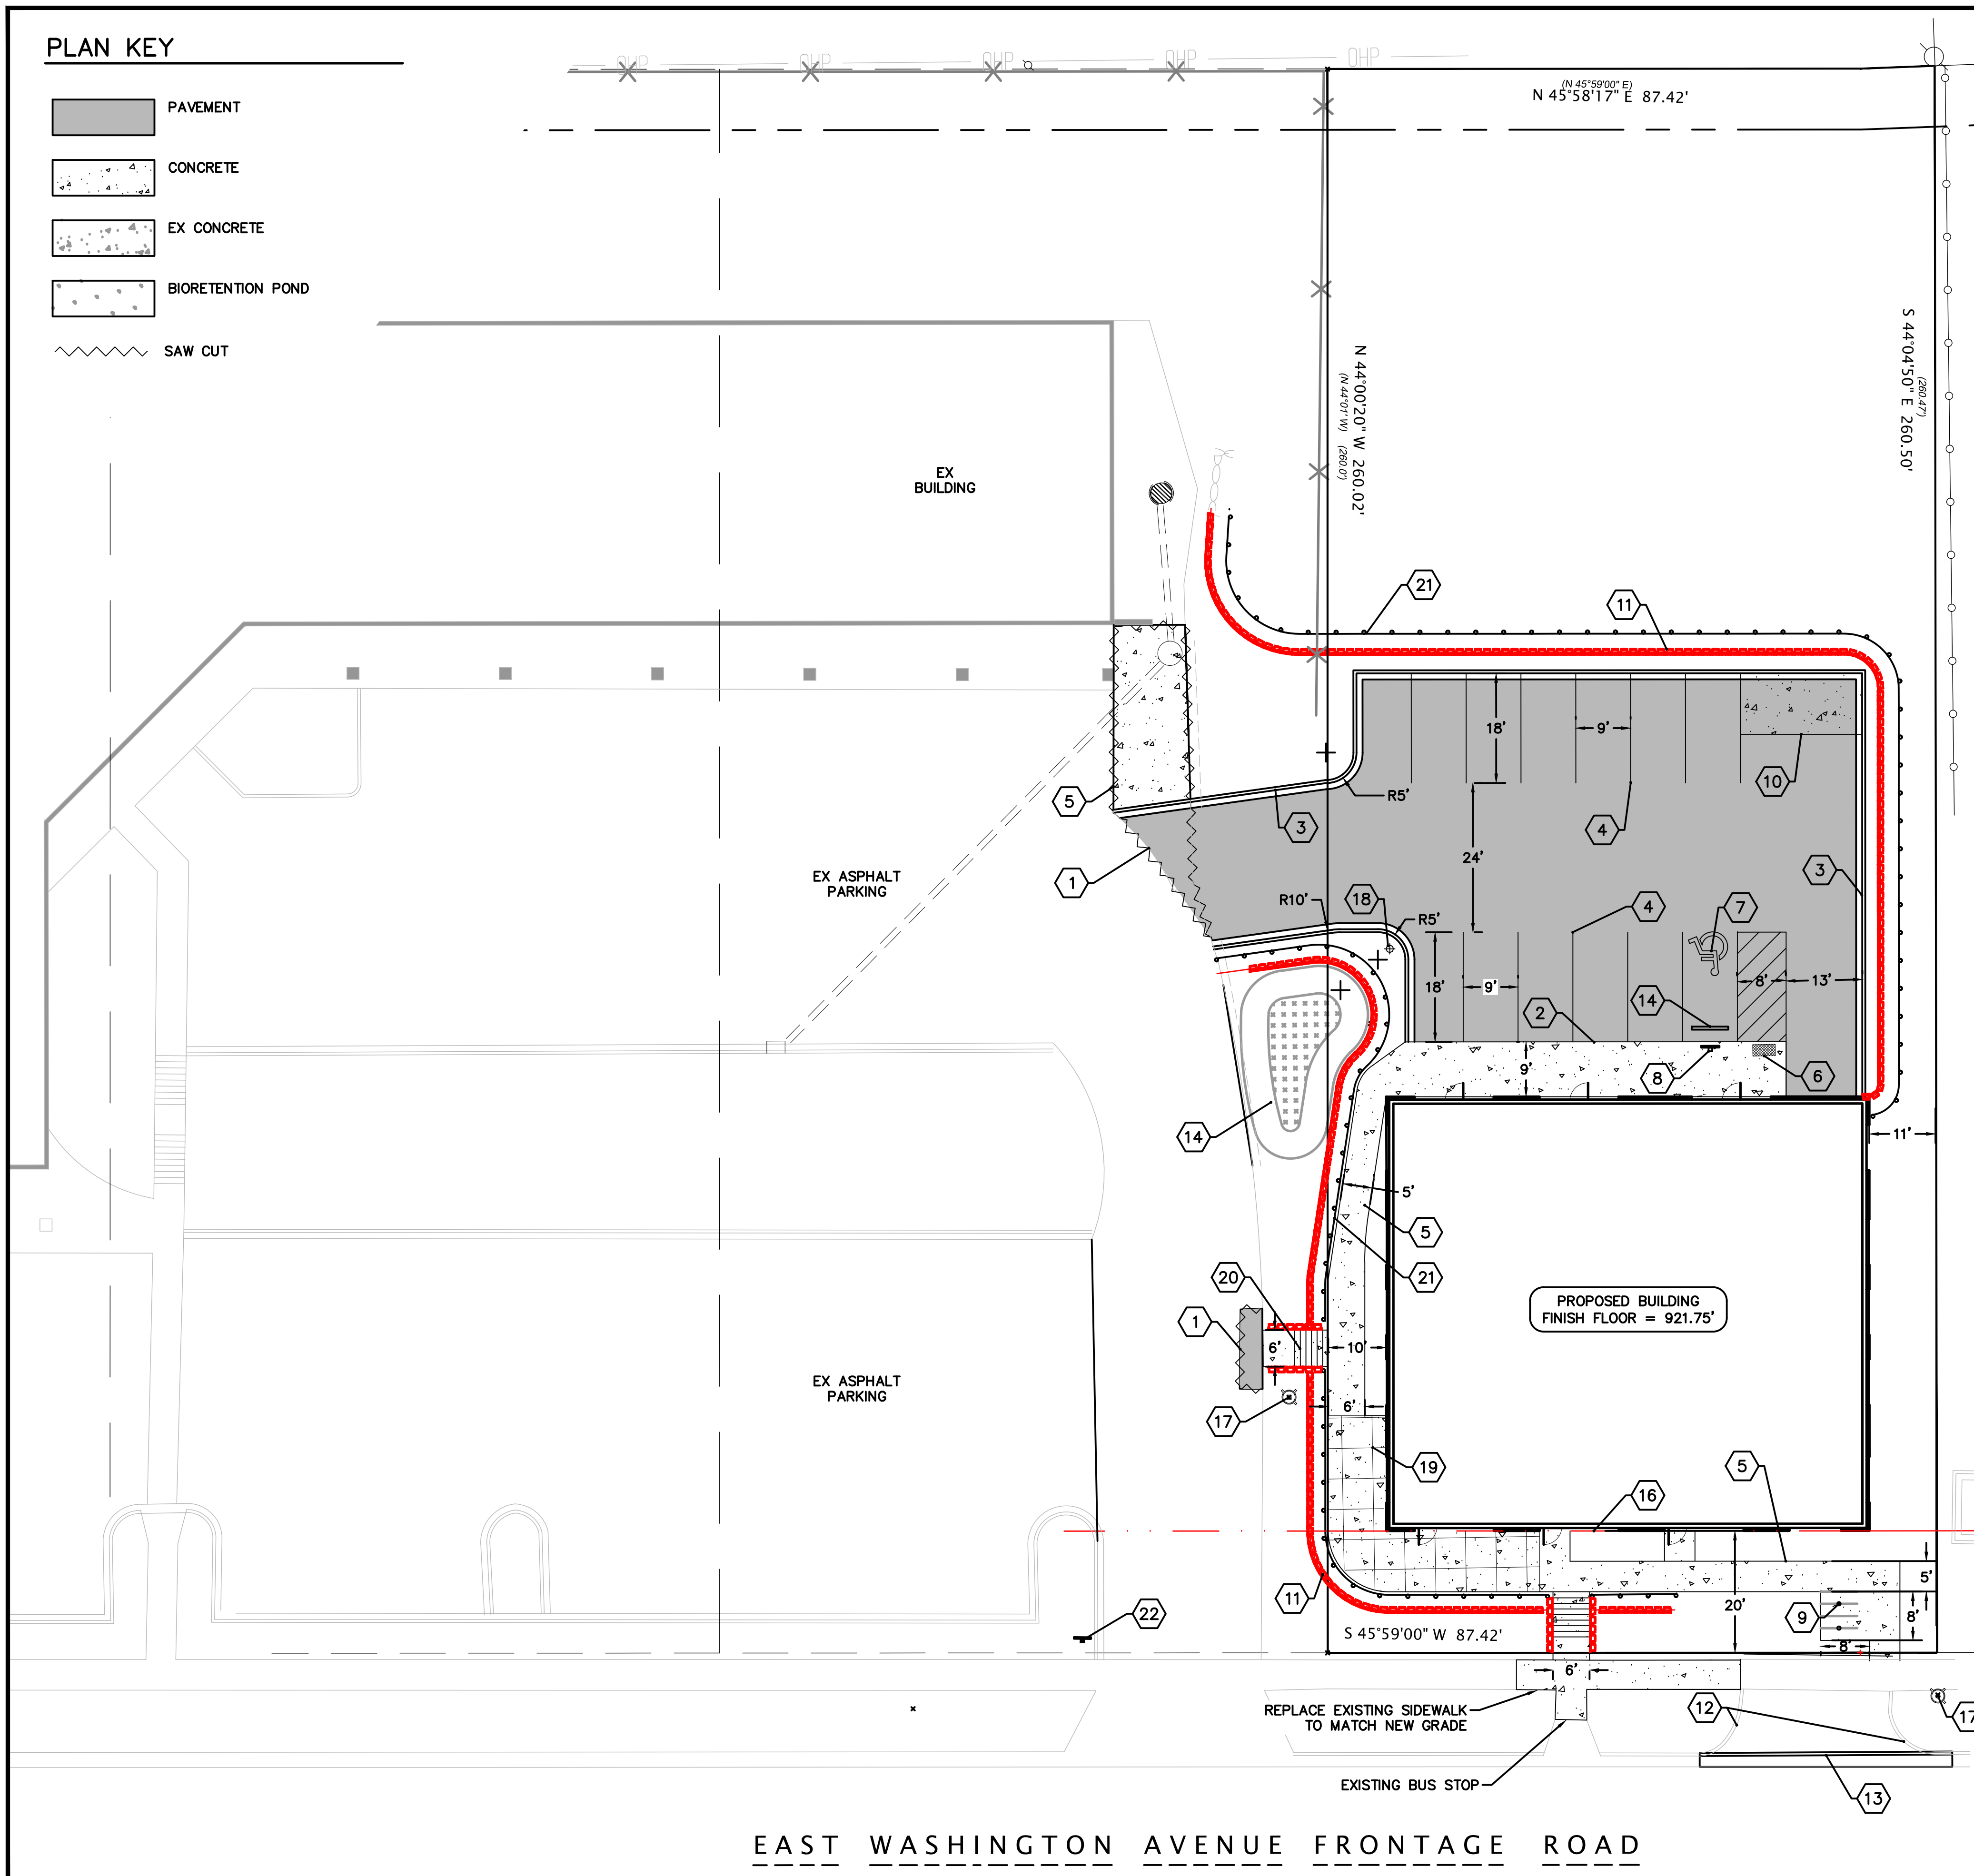 PLAN KEY
PAVEMENT
CONCRETE
EX CONCRETE
BIORETENTION POND
SAW CUT
OHP OHP OHP OHP OHP
(N 45°59'00" E)
N 45°58'17" E 87.42'
N 44°00'20" W 260.02'
(N 44°01' W) (260.0')
(260.47')
S 44°04'50" E 260.50'
EX
BUILDING
21
11
18'
9'
10
5
R5'
3
4
24'
EX ASPHALT
PARKING
1
3
R10'
18
R5'
4
7
18'
9'
8'
13'
14
2
9'
8
6
14
11'
5'
5
21
20
PROPOSED BUILDING
FINISH FLOOR = 921.75'
1
6'
10'
EX ASPHALT
PARKING
17
6'
19
5
16
11
5'
20'
9
8'
22
S 45°59'00" W 87.42'
8'
6'
REPLACE EXISTING SIDEWALK
TO MATCH NEW GRADE
12
17
EXISTING BUS STOP
13
EAST WASHINGTON AVENUE FRONTAGE ROAD